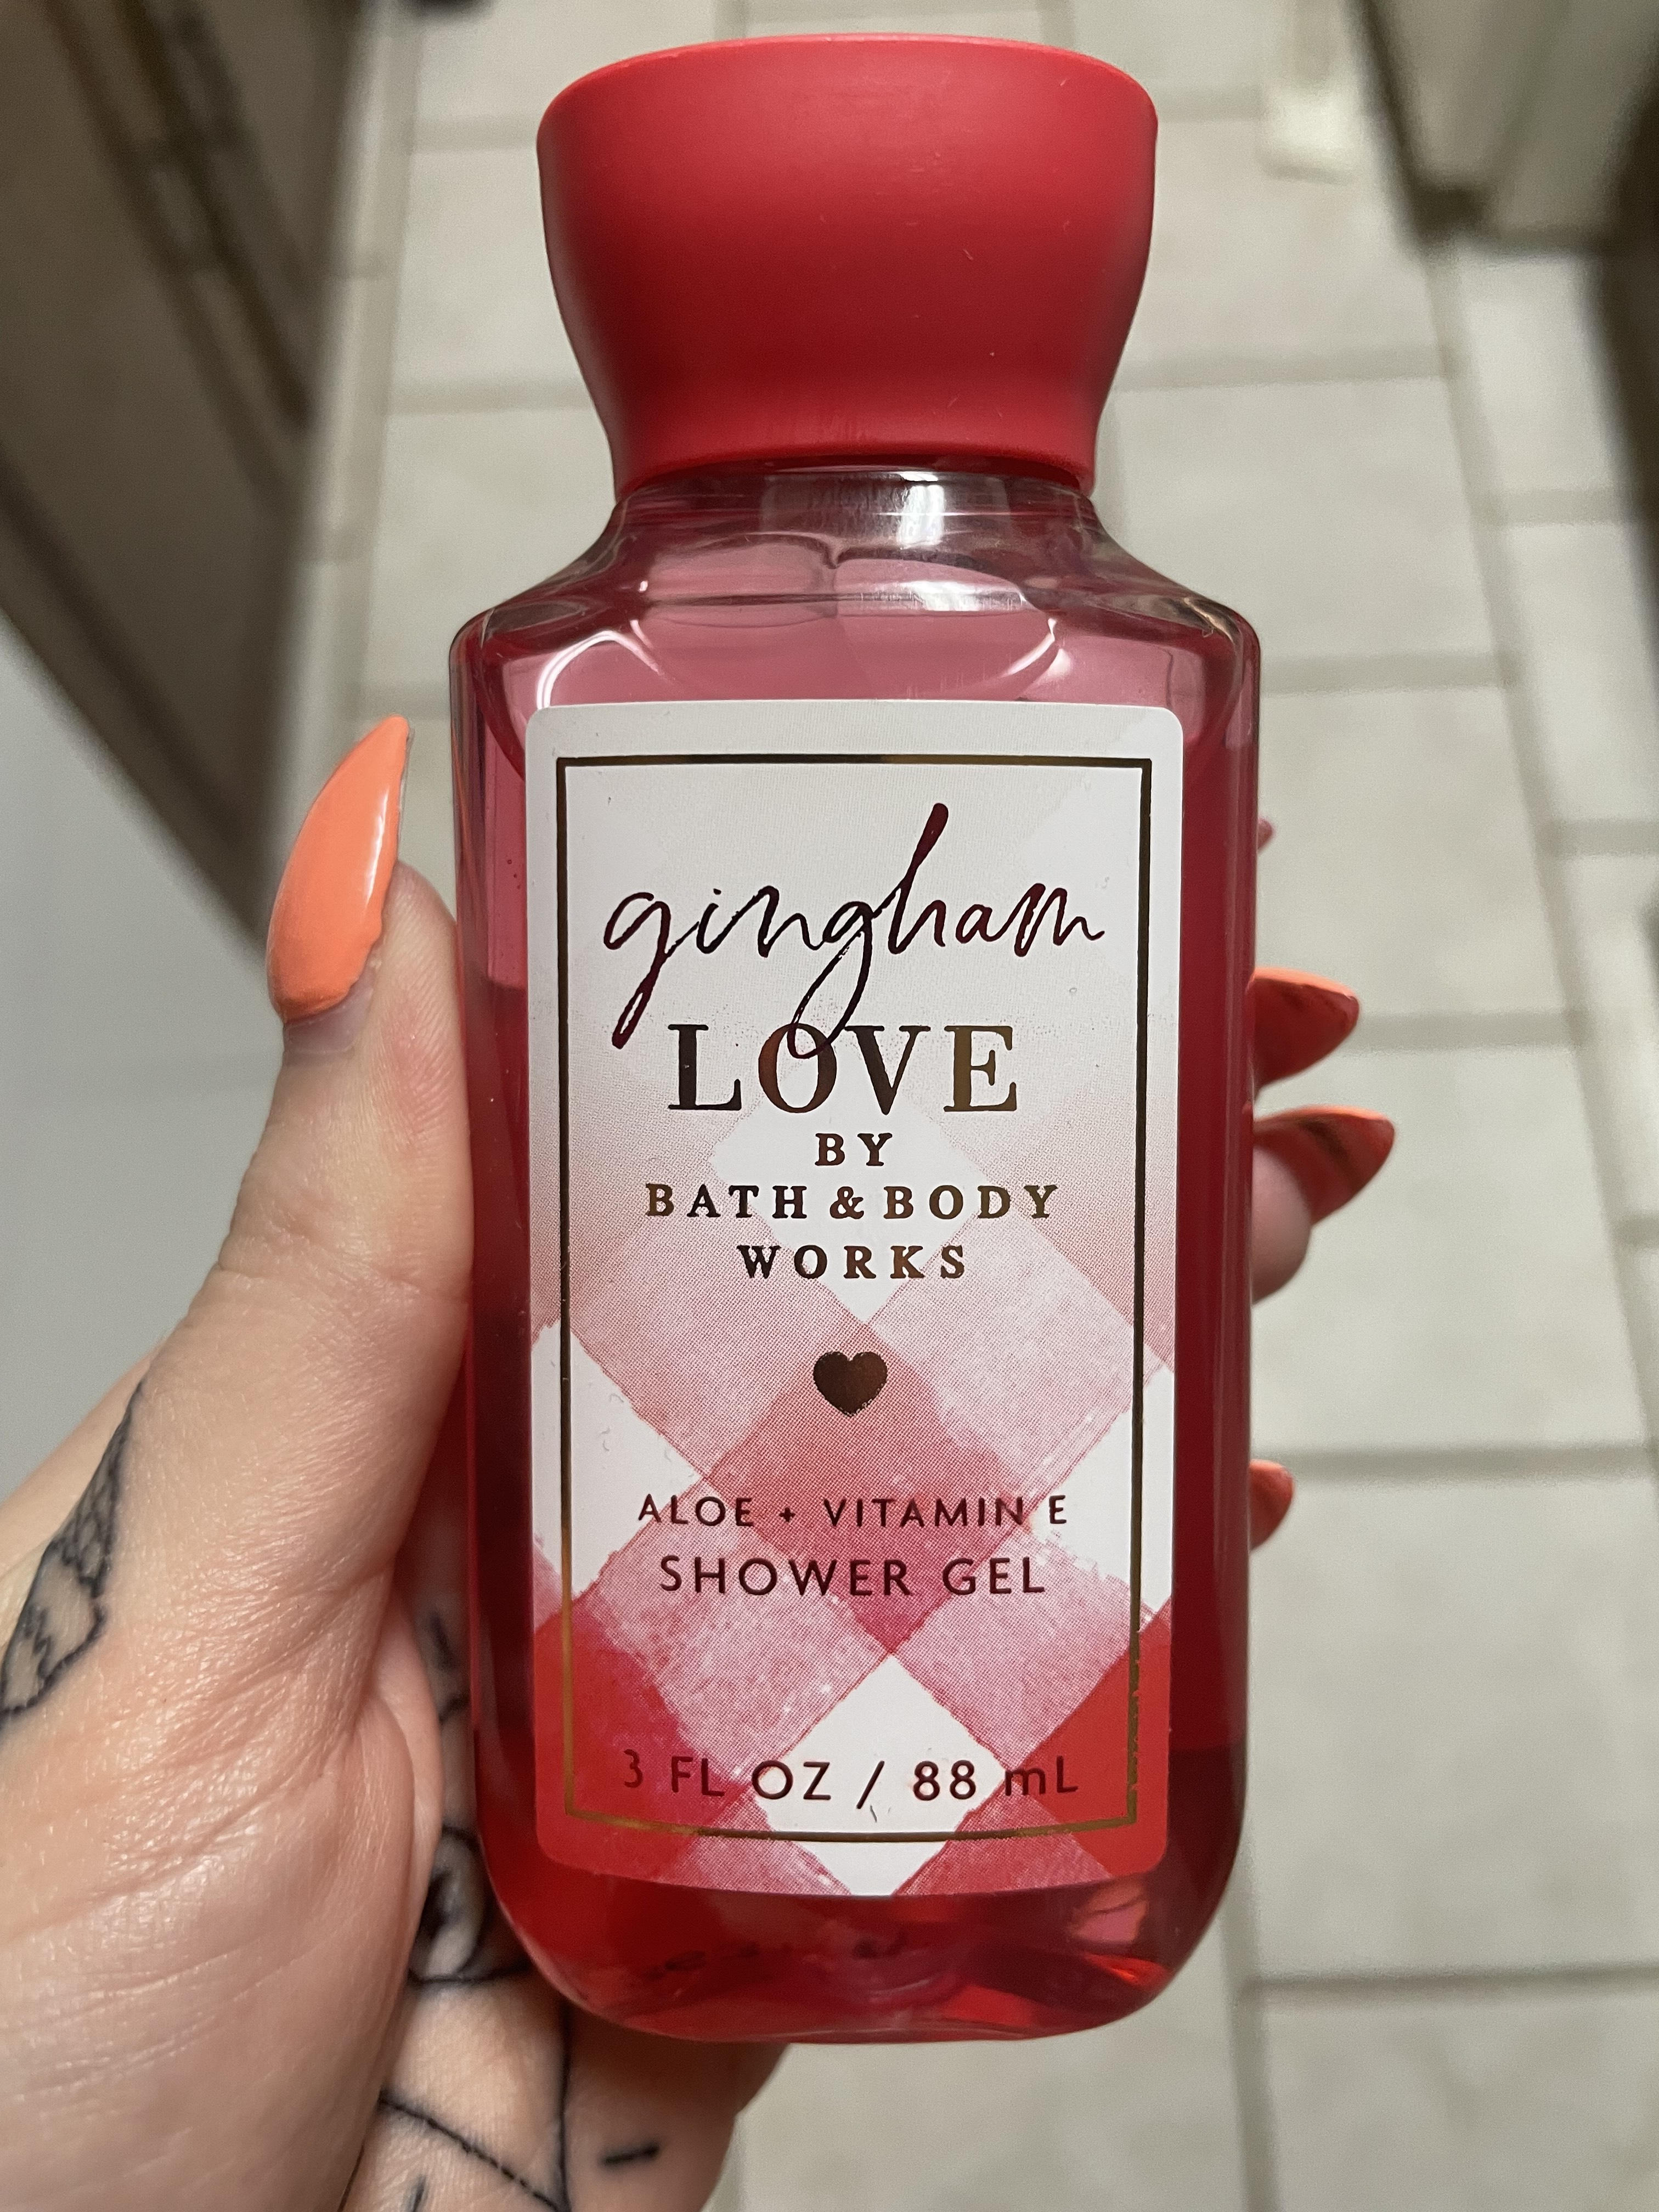 gingham
LOVE
BY
BATH & BODY
WORKS
ALOE + VITAMIN E
SHOWER GEL
3 FL OZ / 88 mL